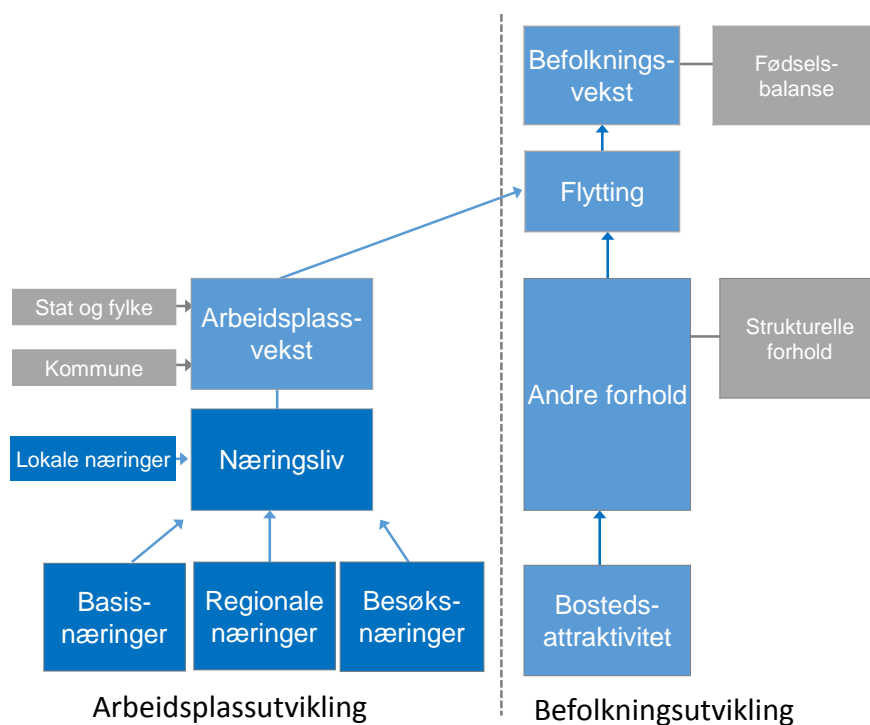 Befolknings-
vekst
Fødsels-
balanse
Flytting
Stat og fylke
Kommune
Arbeidsplass-
vekst
Strukturelle
forhold
Andre forhold
Lokale næringer
Næringsliv
Basis-
næringer
Regionale
næringer
Besøks-
næringer
Bosteds-
attraktivitet
Arbeidsplassutvikling
Befolkningsutvikling